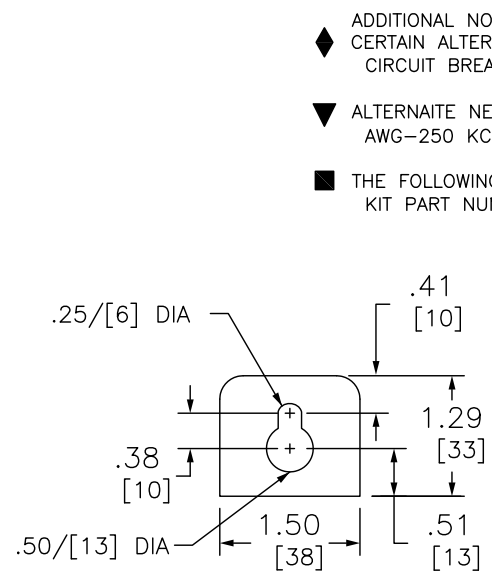 ADDITIONAL NO
CERTAIN ALTER
CIRCUIT BREA
ALTERNAITE NE
AWG-250 KC
THE FOLLOWING
KIT PART NU
.41
[10]
.25/[6] DIA
1.29
[33]
.38
[10]
.50/[13] DIA
1.50
[38]
.51
[13]